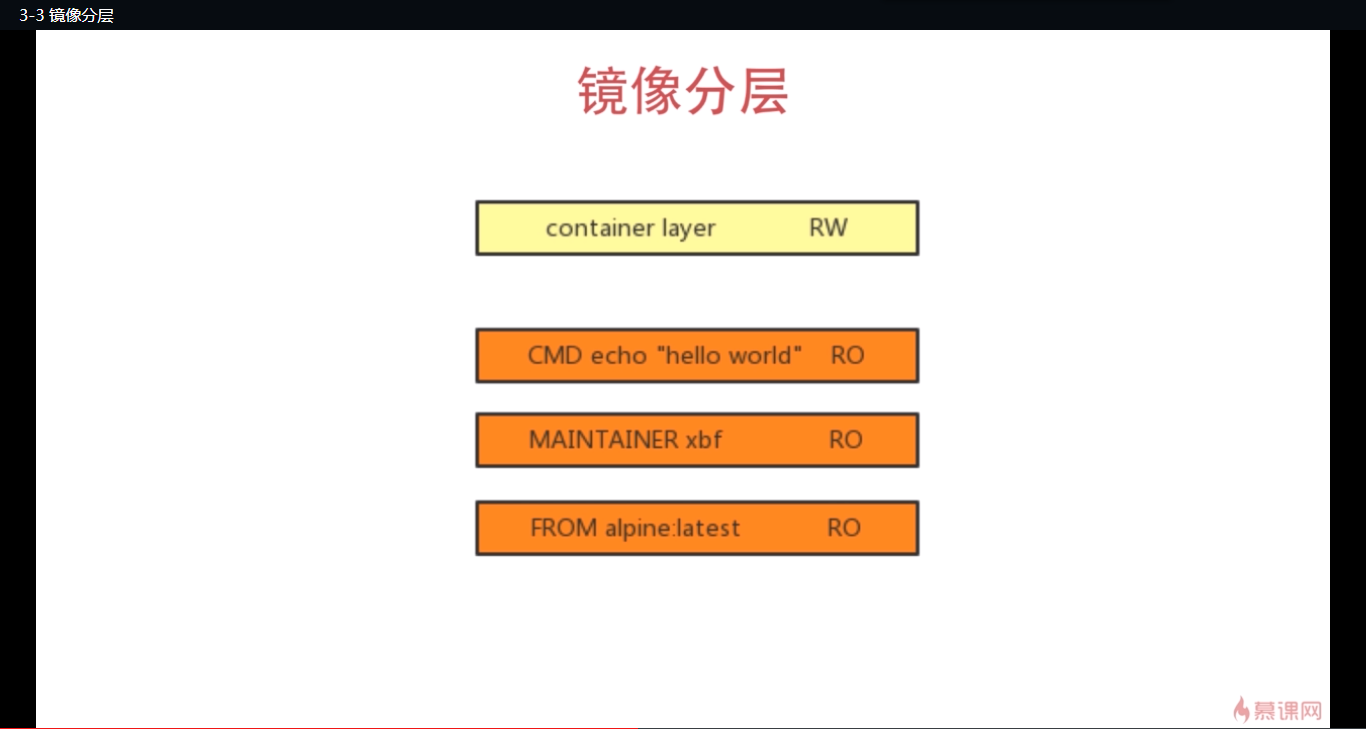 3-3 镜像分层
镜像分层
container layer RW
CMD echo "hello world" RO
MAINTAINER xbf RO
FROM alpine:latest RO
慕课网